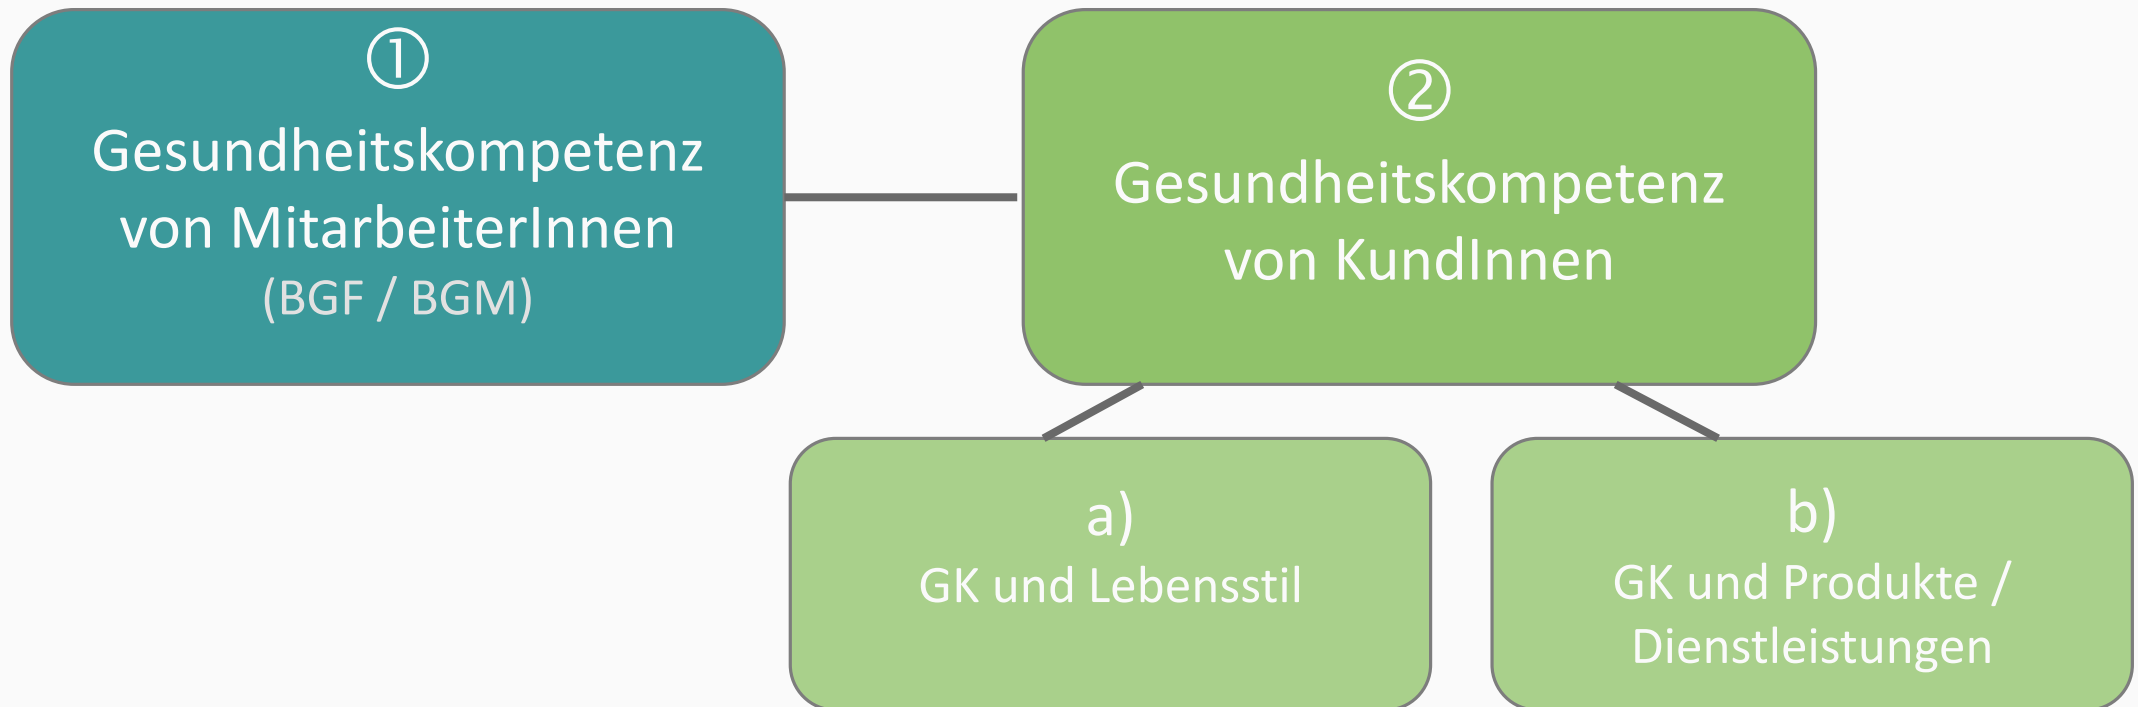 ①
Gesundheitskompetenz
von MitarbeiterInnen
(BGF / BGM)
②
Gesundheitskompetenz
von KundInnen
a)
GK und Lebensstil
b)
GK und Produkte /
Dienstleistungen